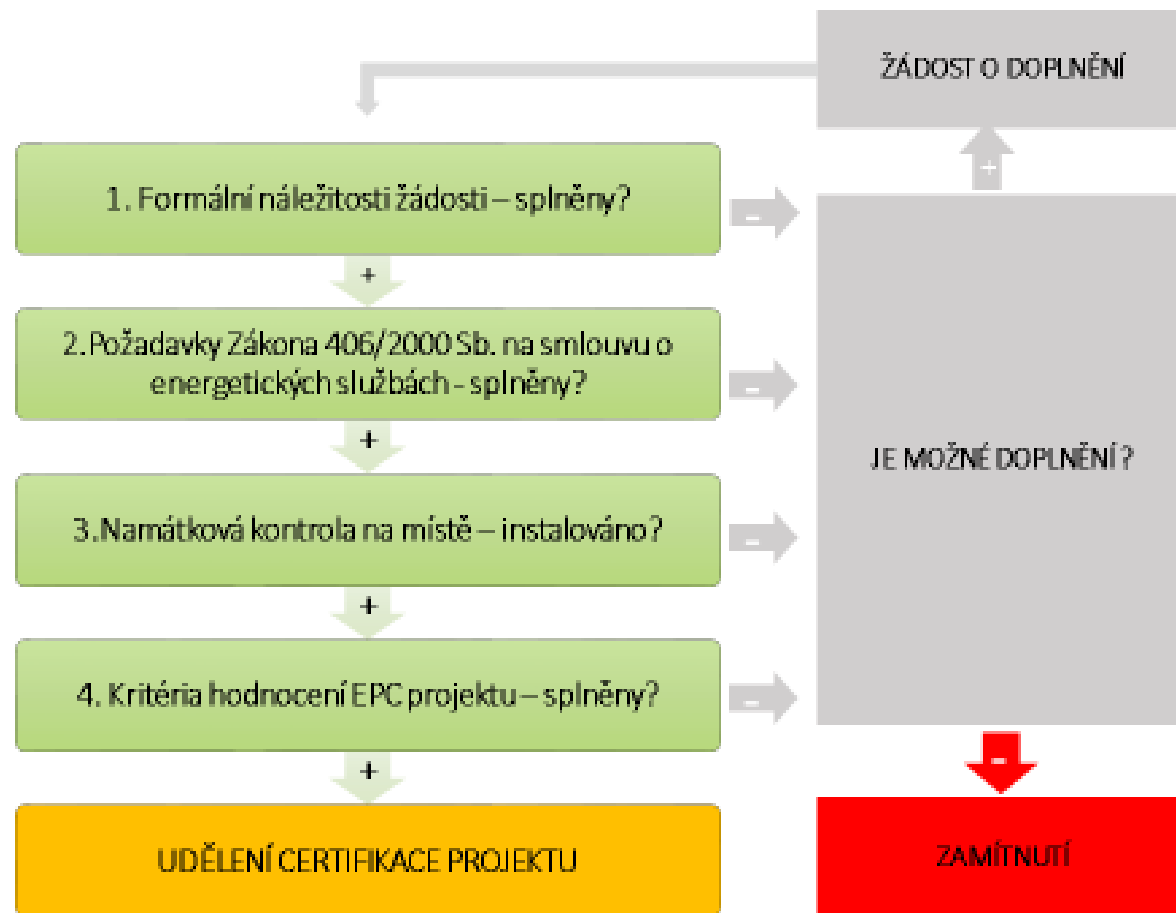 ŽÁDOST O DOPLNĚNÍ
+
1. Formální náležitosti žádosti – splněny?
-
+
2.Požadavky Zákona 406/2000 Sb. na smlouvu o
energetických službách - splněny?
-
+
JE MOŽNÉ DOPLNĚNÍ?
3.Namátková kontrola na místě – instalováno?
-
+
4. Kritéria hodnocení EPC projektu – splněny?
-
-
+
UDĚLENÍ CERTIFIKACE PROJEKTU
ZAMÍTNUTÍ